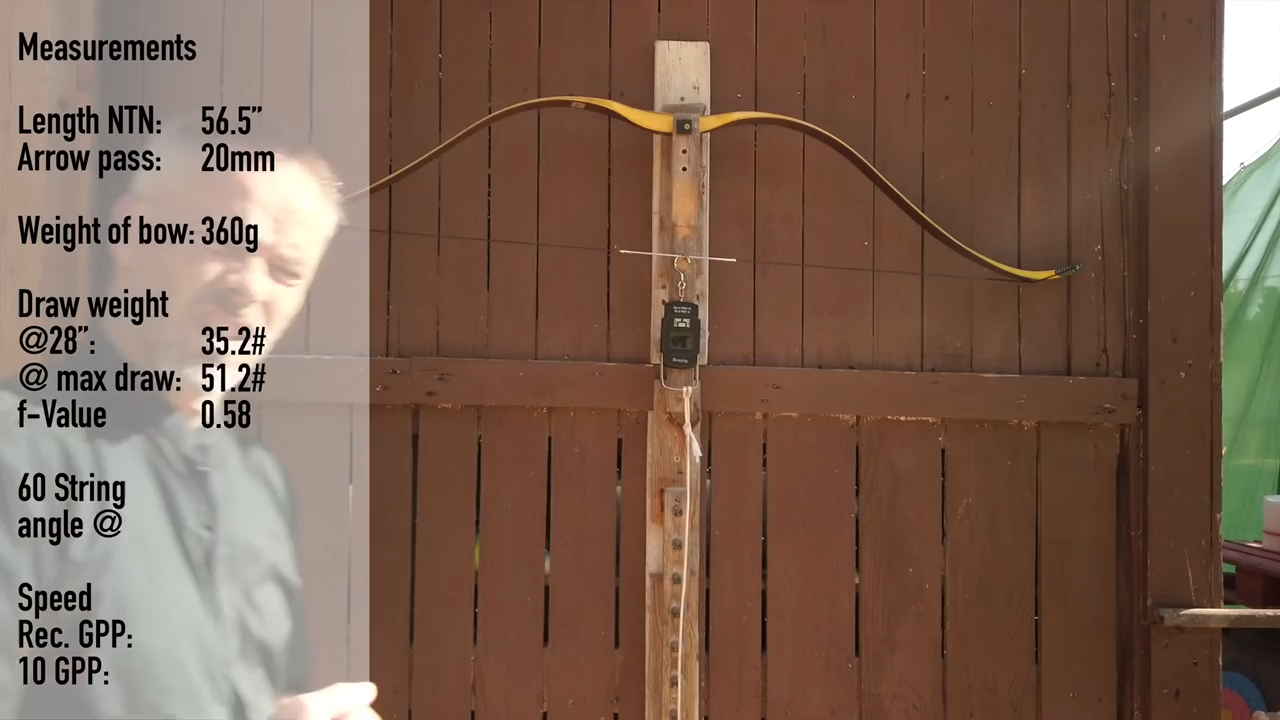 Measurements
Length NTN: 56.5”
Arrow pass: 20mm
Weight of bow: 360g
Draw weight
@28”: 35.2#
@ max draw: 51.2#
f-Value 0.58
60 String
angle @
Speed
Rec. GPP:
10 GPP: